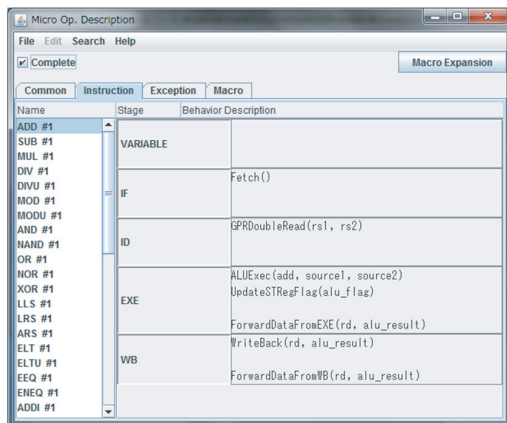 Micro Op. Description
File Edit Search Help
Complete
Macro Expansion
Common Instruction Exception Macro
Name Stage Behavior Description
ADD #1
SUB #1
MUL #1
DIV #1
DIVU #1
MOD #1
MODU #1
AND #1
NAND #1
OR #1
NOR #1
XOR #1
LLS #1
LRS #1
ARS #1
ELT #1
ELTU #1
EEQ #1
ENEQ #1
ADDI #1
VARIABLE
IF
Fetch()
ID
GPRDoubleRead(rs1, rs2)
EXE
ALUExec(add, source1, source2)
UpdateSTRegFlag(alu_flag)
ForwardDataFromEXE(rd, alu_result)
WB
WriteBack(rd, alu_result)
ForwardDataFromWB(rd, alu_result)